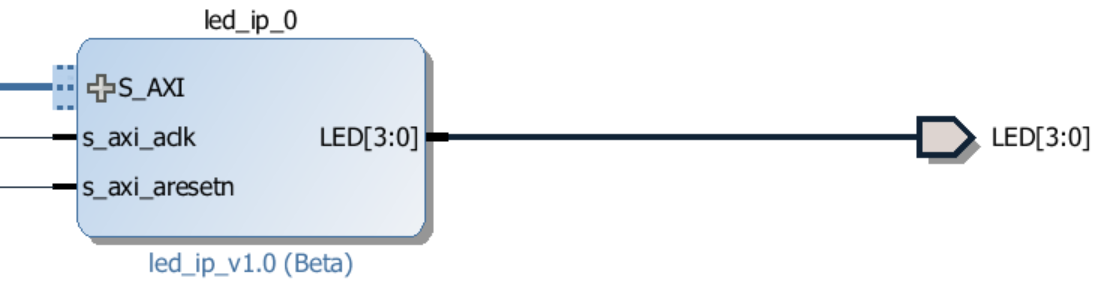 led_ip_0
S_AXI
s_axi_aclk
LED[3:0]
LED[3:0]
s_axi_aresetn
led_ip_v1.0 (Beta)